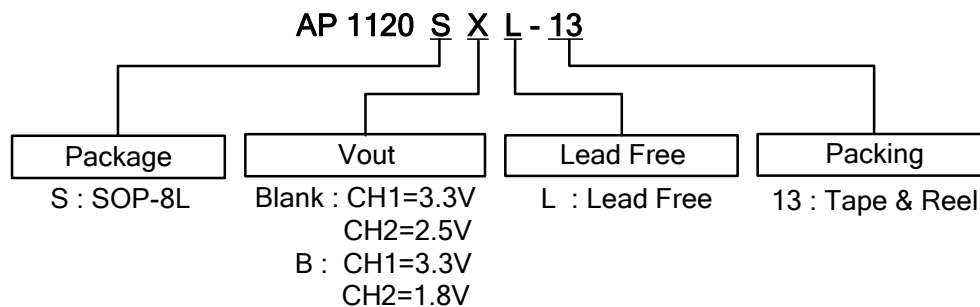 AP 1120 S X L - 13
Package
Vout
Lead Free
Packing
S : SOP-8L
Blank : CH1=3.3V
CH2=2.5V
B : CH1=3.3V
CH2=1.8V
L : Lead Free
13 : Tape & Reel